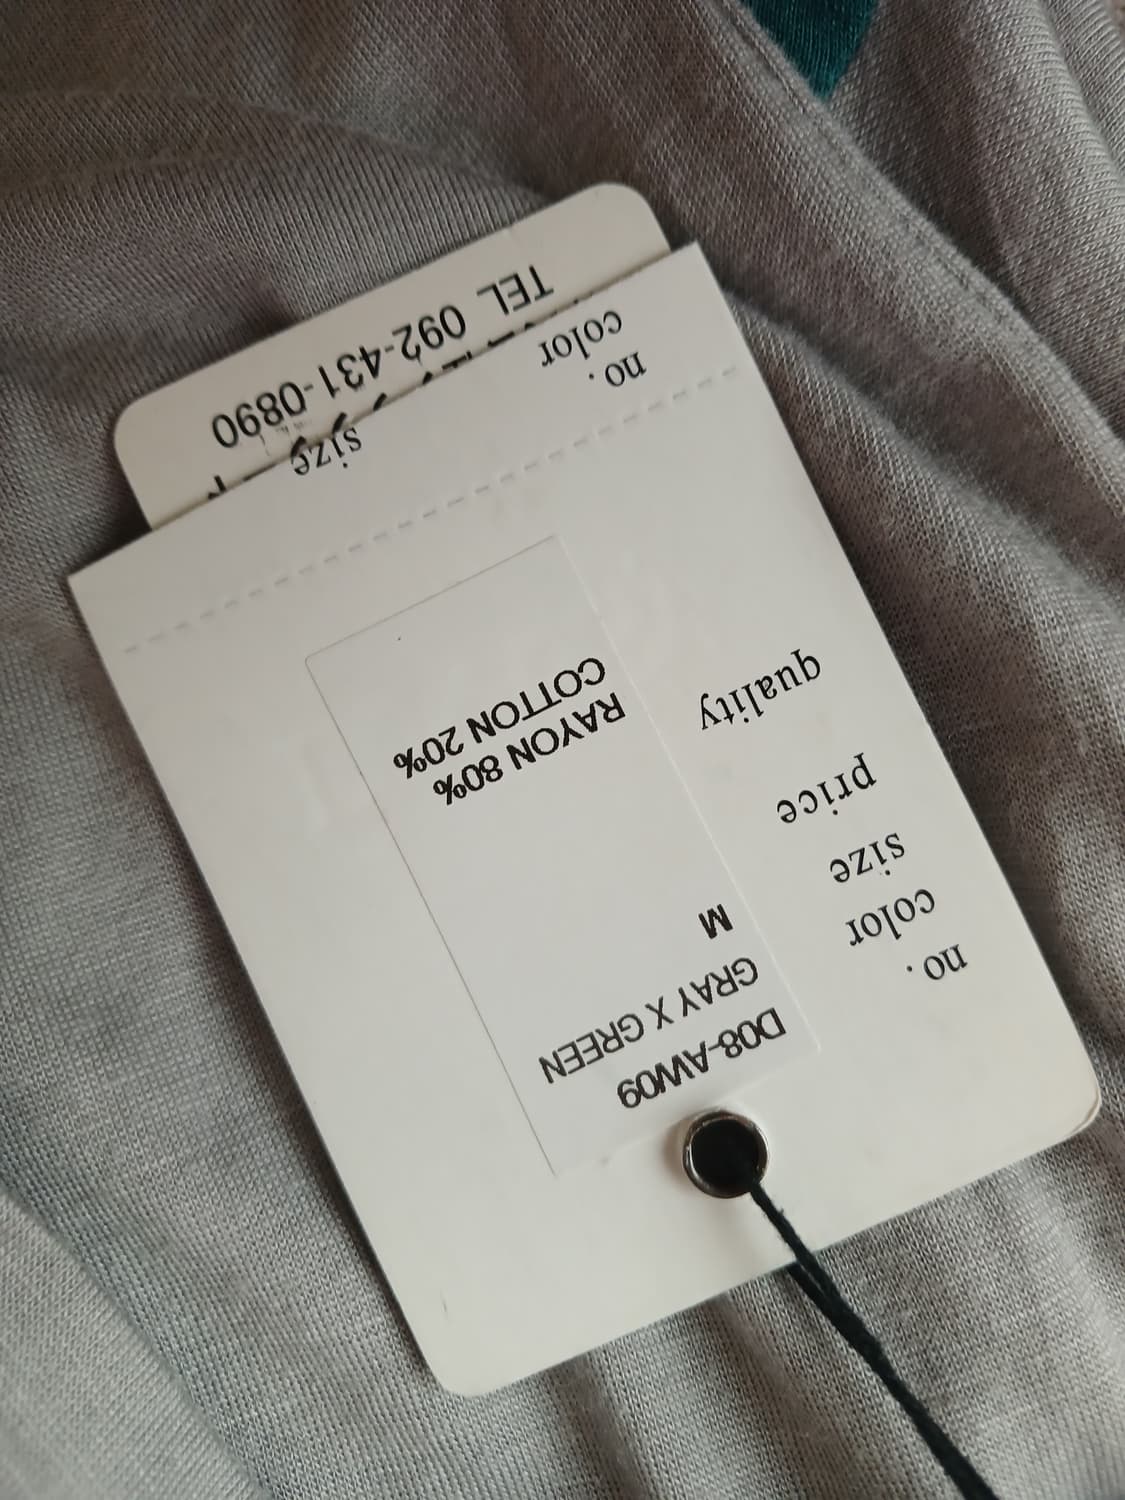 no.
color
size
price
quality
D08-AW09
GRAY X GREEN
M
RAYON 80%
COTTON 20%
no.
color
size
TEL 092-431-0890